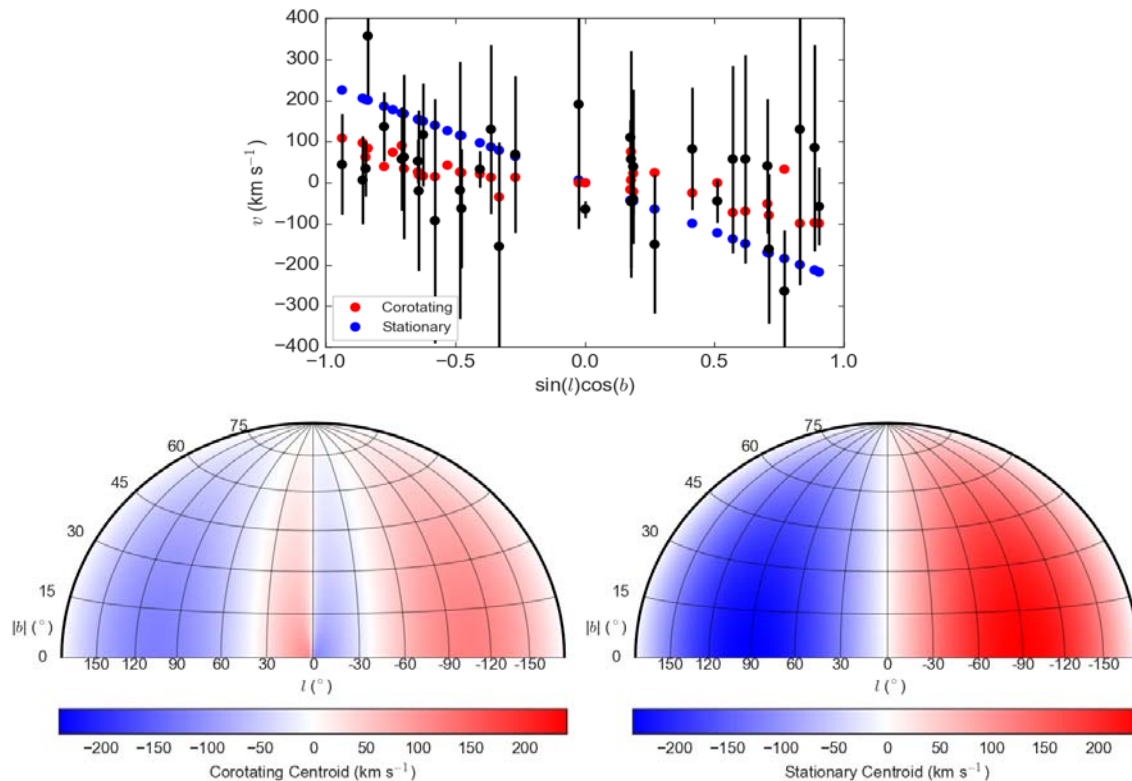 400
300
200
100
0
−100
−200
−300
−400
v (km s⁻¹)
Corotating
Stationary
−1.0 −0.5 0.0 0.5 1.0
sin(l)cos(b)
75
60
45
30
15
|b| (°)
0
150 120 90 60 30 0 -30 -60 -90 -120 -150
l (°)
−200 −150 −100 −50 0 50 100 150 200
Corotating Centroid (km s⁻¹)
75
60
45
30
15
|b| (°)
0
150 120 90 60 30 0 -30 -60 -90 -120 -150
l (°)
−200 −150 −100 −50 0 50 100 150 200
Stationary Centroid (km s⁻¹)